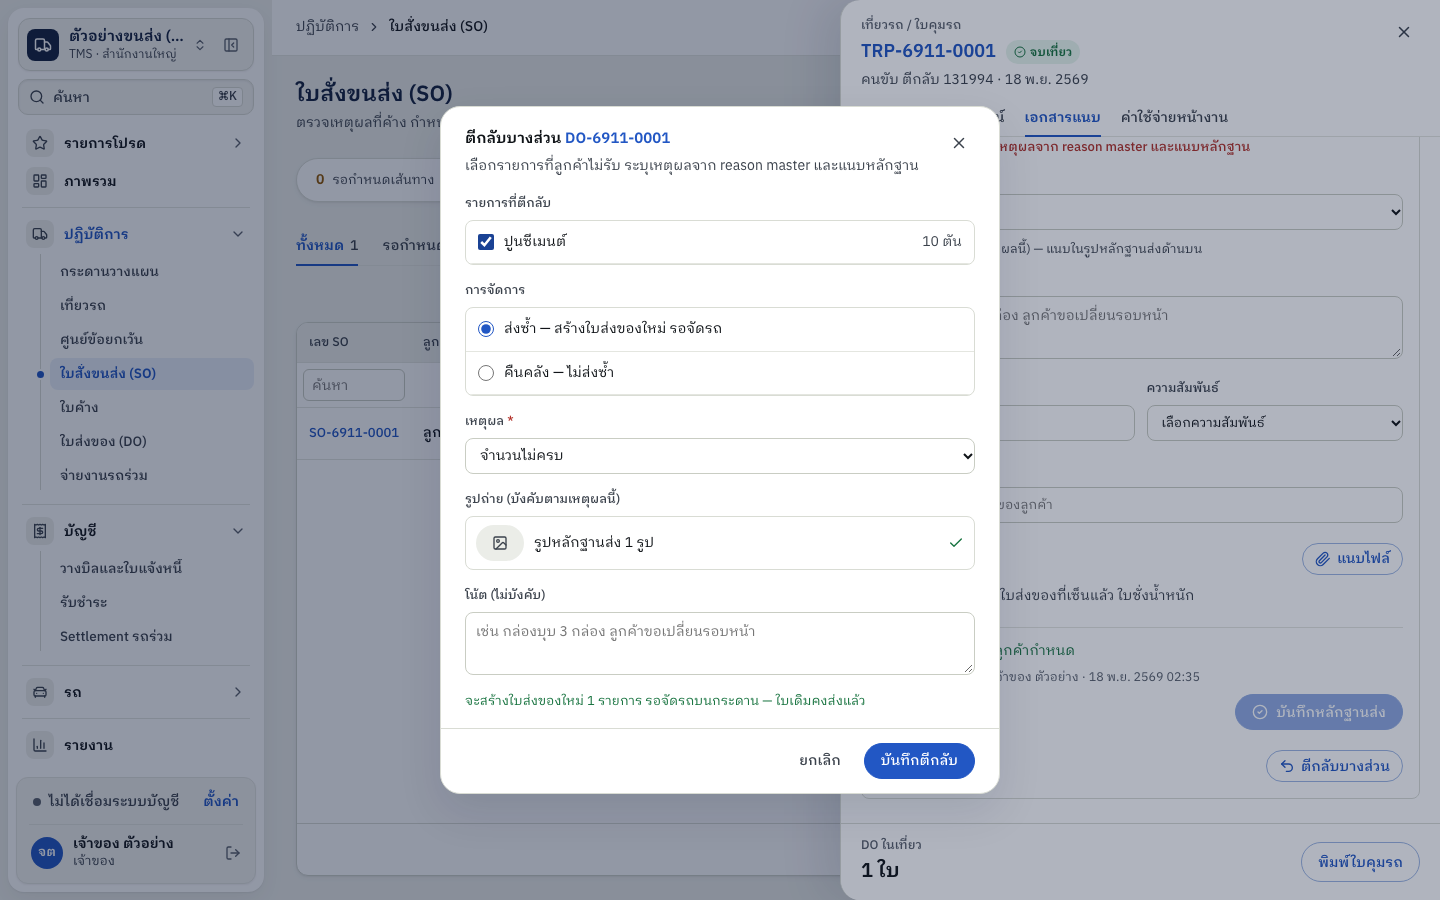 ตัวอย่างขนส่ง (...
TMS · สำนักงานใหญ่
ค้นหา
⌘K
รายการโปรด
ภาพรวม
ปฏิบัติการ
กระดานวางแผน
เที่ยวรถ
ศูนย์ข้อยกเว้น
ใบสั่งขนส่ง (SO)
ใบค้าง
ใบส่งของ (DO)
จ่ายงานรถร่วม
บัญชี
วางบิลและใบแจ้งหนี้
รับชำระ
Settlement รถร่วม
รถ
รายงาน
ไม่ได้เชื่อมระบบบัญชี
ตั้งค่า
จต
เจ้าของ ตัวอย่าง
เจ้าของ
ปฏิบัติการ
ใบสั่งขนส่ง (SO)
ใบสั่งขนส่ง (SO)
ตรวจเหตุผลที่ค้าง
0 รอกำหนดเส้นทาง
ทั้งหมด 1
เลข SO
ค้นหา
SO-6911-0001
ตีกลับบางส่วน DO-6911-0001
เลือกรายการที่ลูกค้าไม่รับ ระบุเหตุผลจาก reason master และแนบหลักฐาน
รายการที่ตีกลับ
ปูนซีเมนต์
10 ตัน
การจัดการ
ส่งซ้ำ — สร้างใบส่งของใหม่ รอจัดรถ
คืนคลัง — ไม่ส่งซ้ำ
เหตุผล *
จำนวนไม่ครบ
รูปถ่าย (บังคับตามเหตุผลนี้)
รูปหลักฐานส่ง 1 รูป
โน้ต (ไม่บังคับ)
เช่น กล่องบุบ 3 กล่อง ลูกค้าขอเปลี่ยนรอบหน้า
จะสร้างใบส่งของใหม่ 1 รายการ รอจัดรถบนกระดาน — ใบเดิมคงส่งแล้ว
ยกเลิก
บันทึกตีกลับ
เที่ยวรถ / ใบคุมรถ
TRP-6911-0001
จบเที่ยว
คนขับ ตีกลับ 131994 · 18 พ.ย. 2569
เอกสารแนบ
ค่าใช้จ่ายหน้างาน
จาก reason master และแนบหลักฐาน
— แนบในรูปหลักฐานส่งด้านบน
ลูกค้าขอเปลี่ยนรอบหน้า
ความสัมพันธ์
เลือกความสัมพันธ์
ของลูกค้า
แนบไฟล์
ใบส่งของที่เซ็นแล้ว ใบชั่งน้ำหนัก
ตัวอย่าง · 18 พ.ย. 2569 02:35
บันทึกหลักฐานส่ง
ตีกลับบางส่วน
DO ในเที่ยว
1 ใบ
พิมพ์ใบคุมรถ